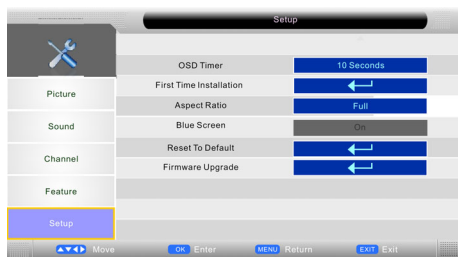 Setup
OSD Timer 10 Seconds
First Time Installation
Picture
Aspect Ratio Full
Sound
Blue Screen On
Reset To Default
Channel
Firmware Upgrade
Feature
Setup
Move OK Enter MENU Return EXIT Exit